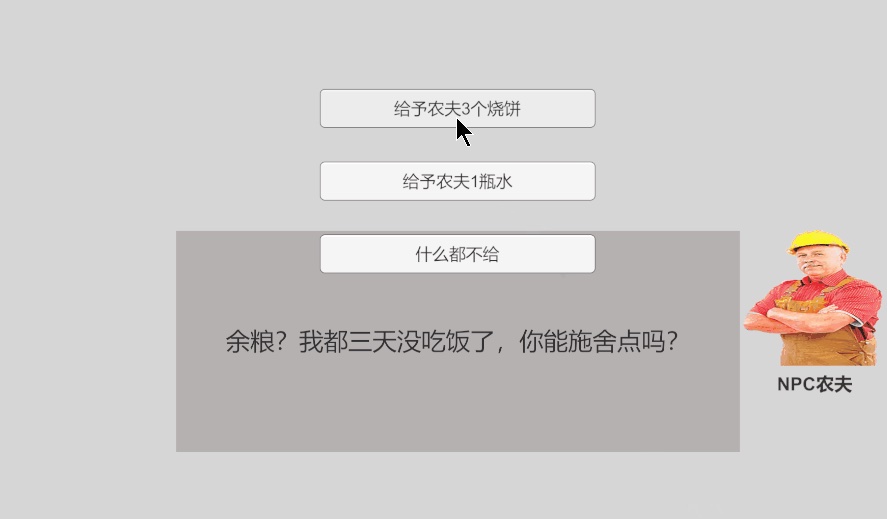 给予农夫3个烧饼
给予农夫1瓶水
什么都不给
余粮？我都三天没吃饭了，你能施舍点吗？
NPC农夫